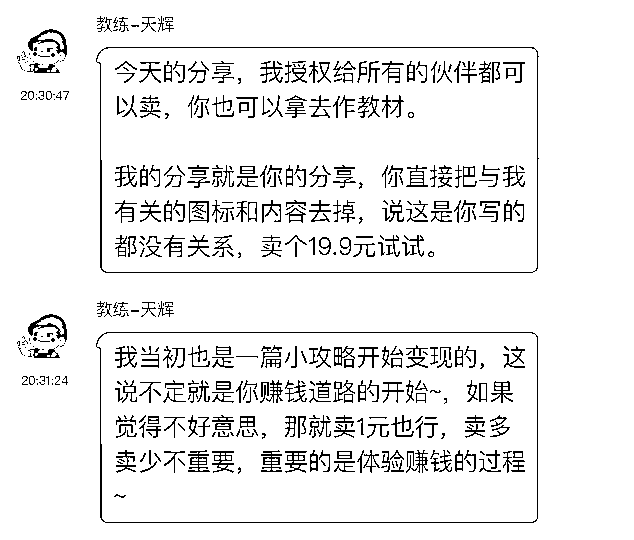 教练-天辉
20:30:47
今天的分享，我授权给所有的伙伴都可
以卖，你也可以拿去作教材。
我的分享就是你的分享，你直接把与我
有关的图标和内容去掉，说这是你写的
都没有关系，卖个19.9元试试。
教练-天辉
20:31:24
我当初也是一篇小攻略开始变现的，这
说不定就是你赚钱道路的开始~，如果
觉得不好意思，那就卖1元也行，卖多
卖少不重要，重要的是体验赚钱的过程
~